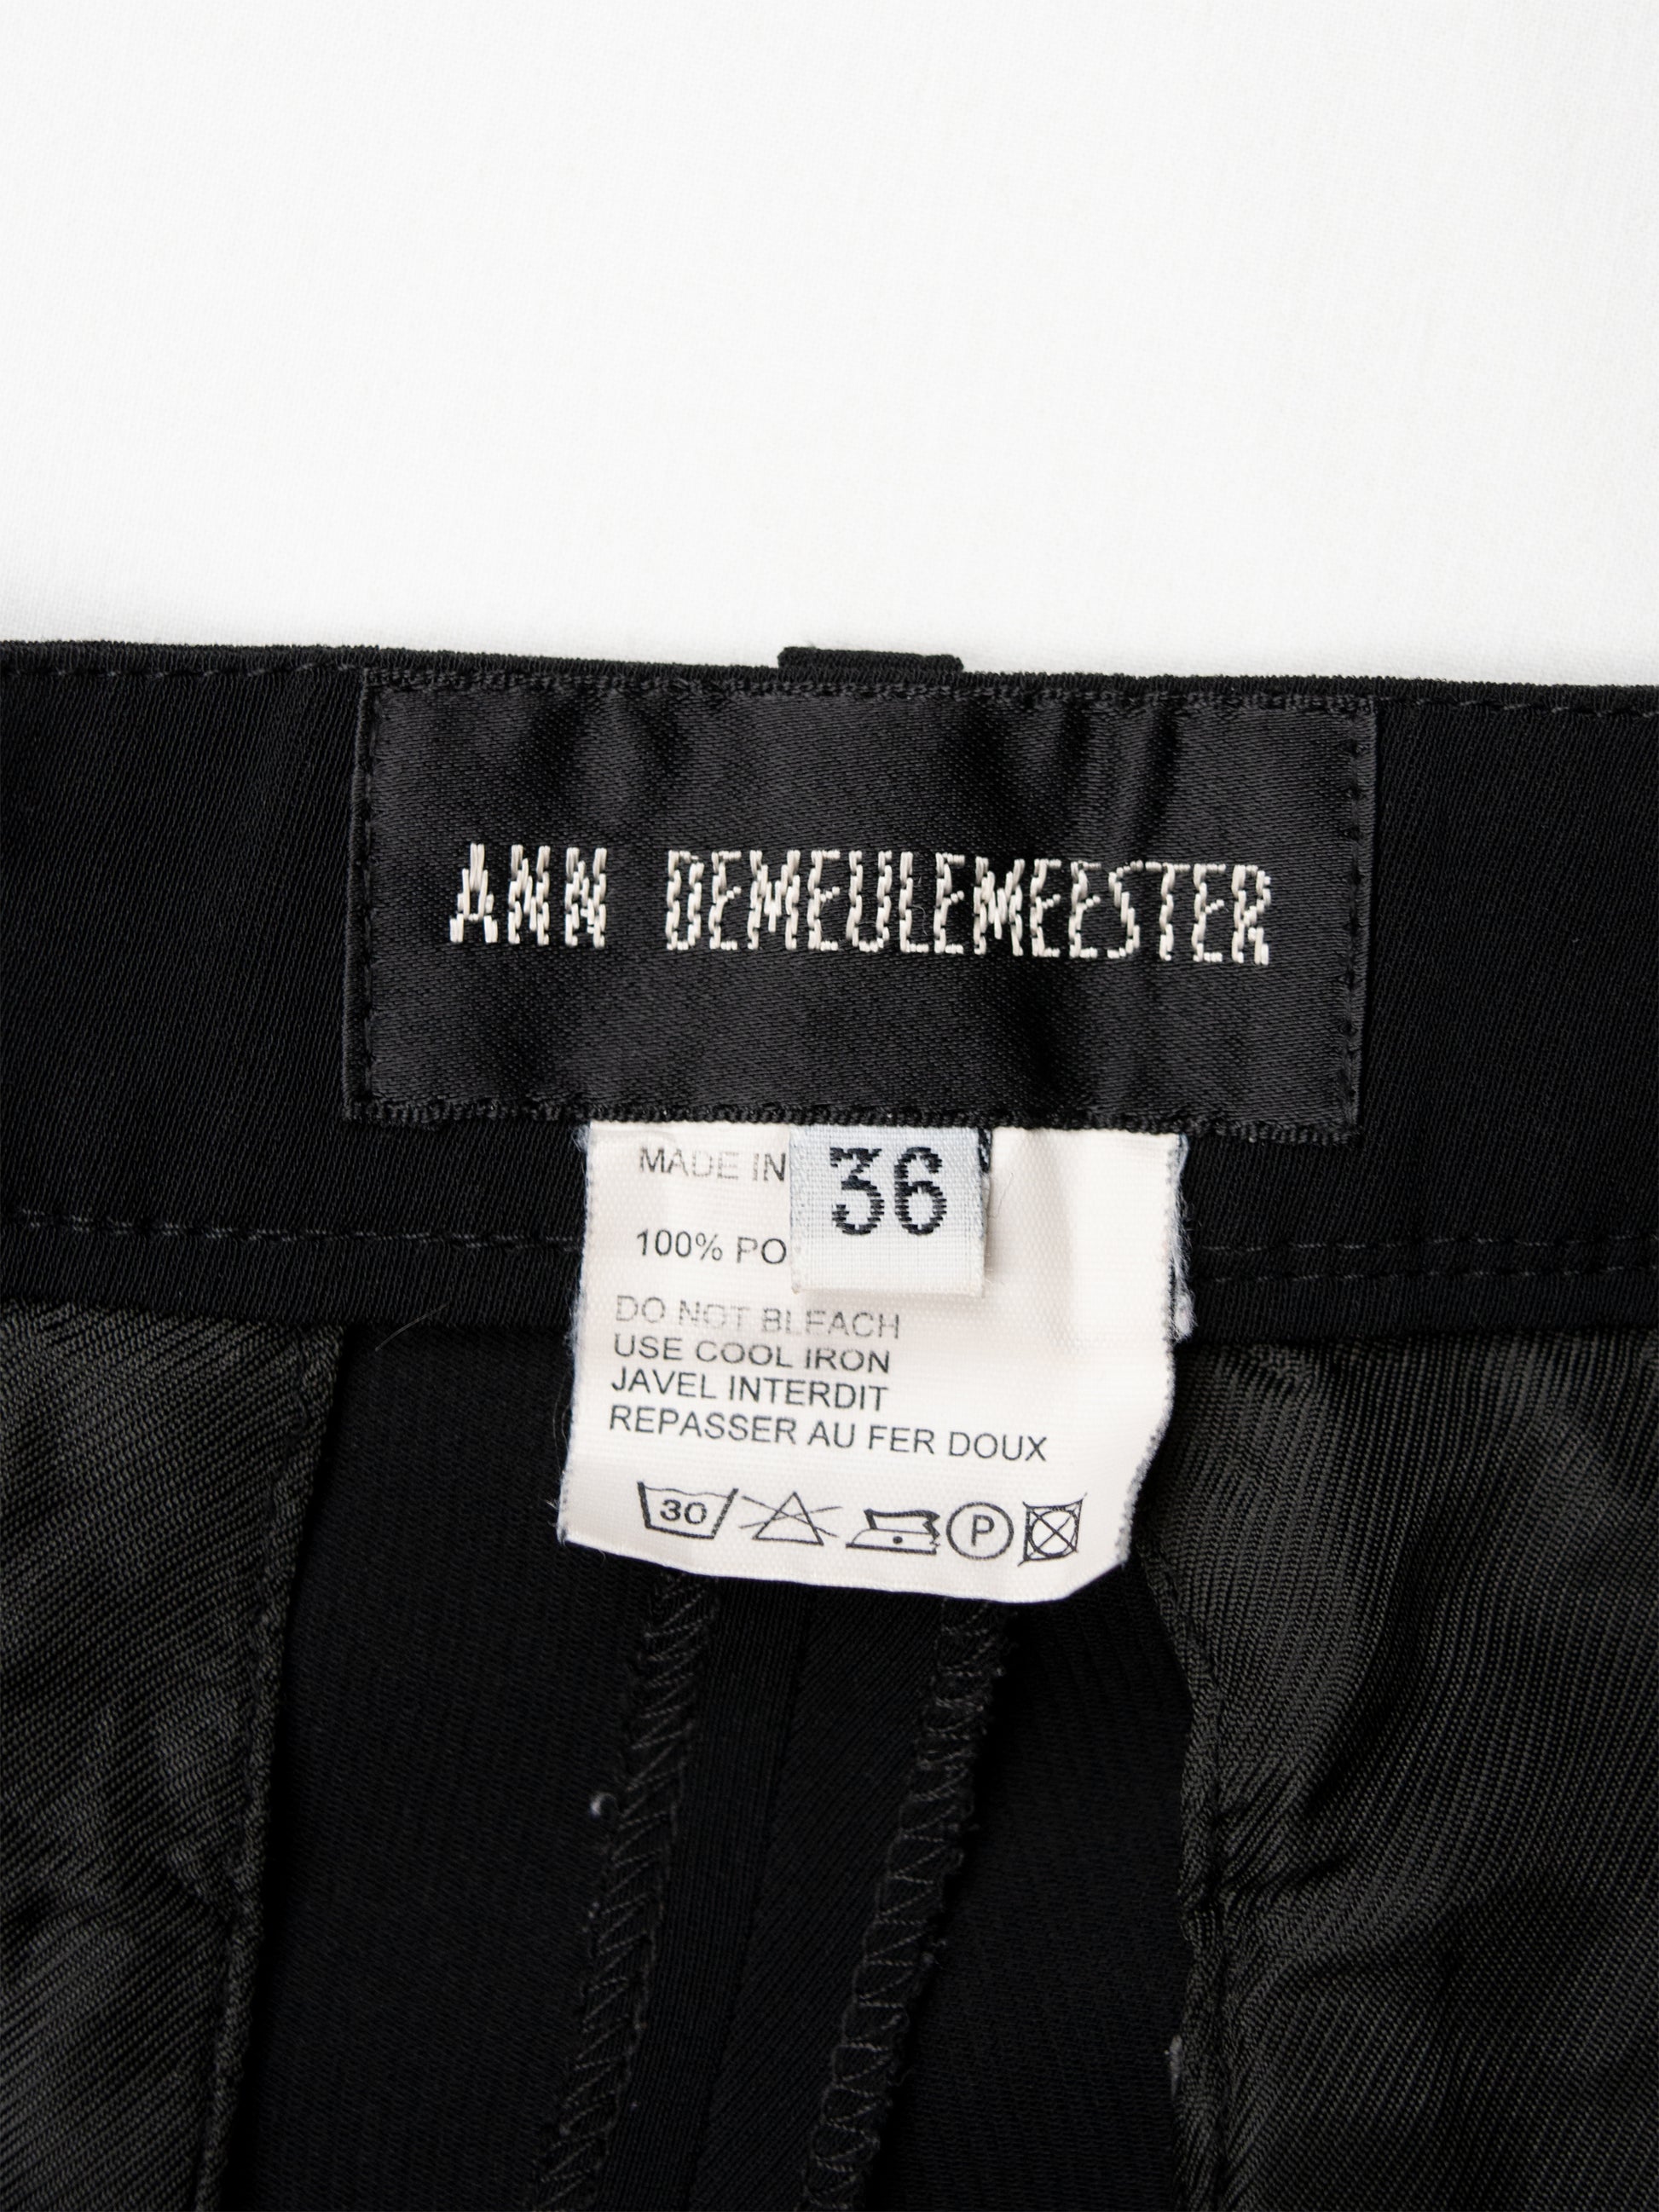 ANN DEMEULEMEESTER
36
MADE IN
100% PO
DO NOT BLEACH
USE COOL IRON
JAVEL INTERDIT
REPASSER AU FER DOUX
30 P